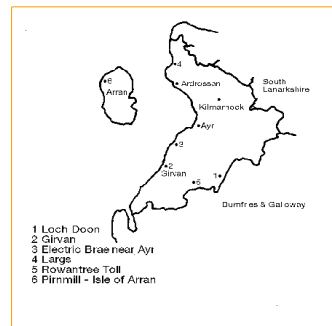 4
Ardrossan
6
Arran
South
Lanarkshire
Kilmarnock
Ayr
3
2
Girvan
1
5
Dumfries & Galloway
1 Loch Doon
2 Girvan
3 Electric Brae near Ayr
4 Largs
5 Rowantree Toll
6 Pirnmill - Isle of Arran